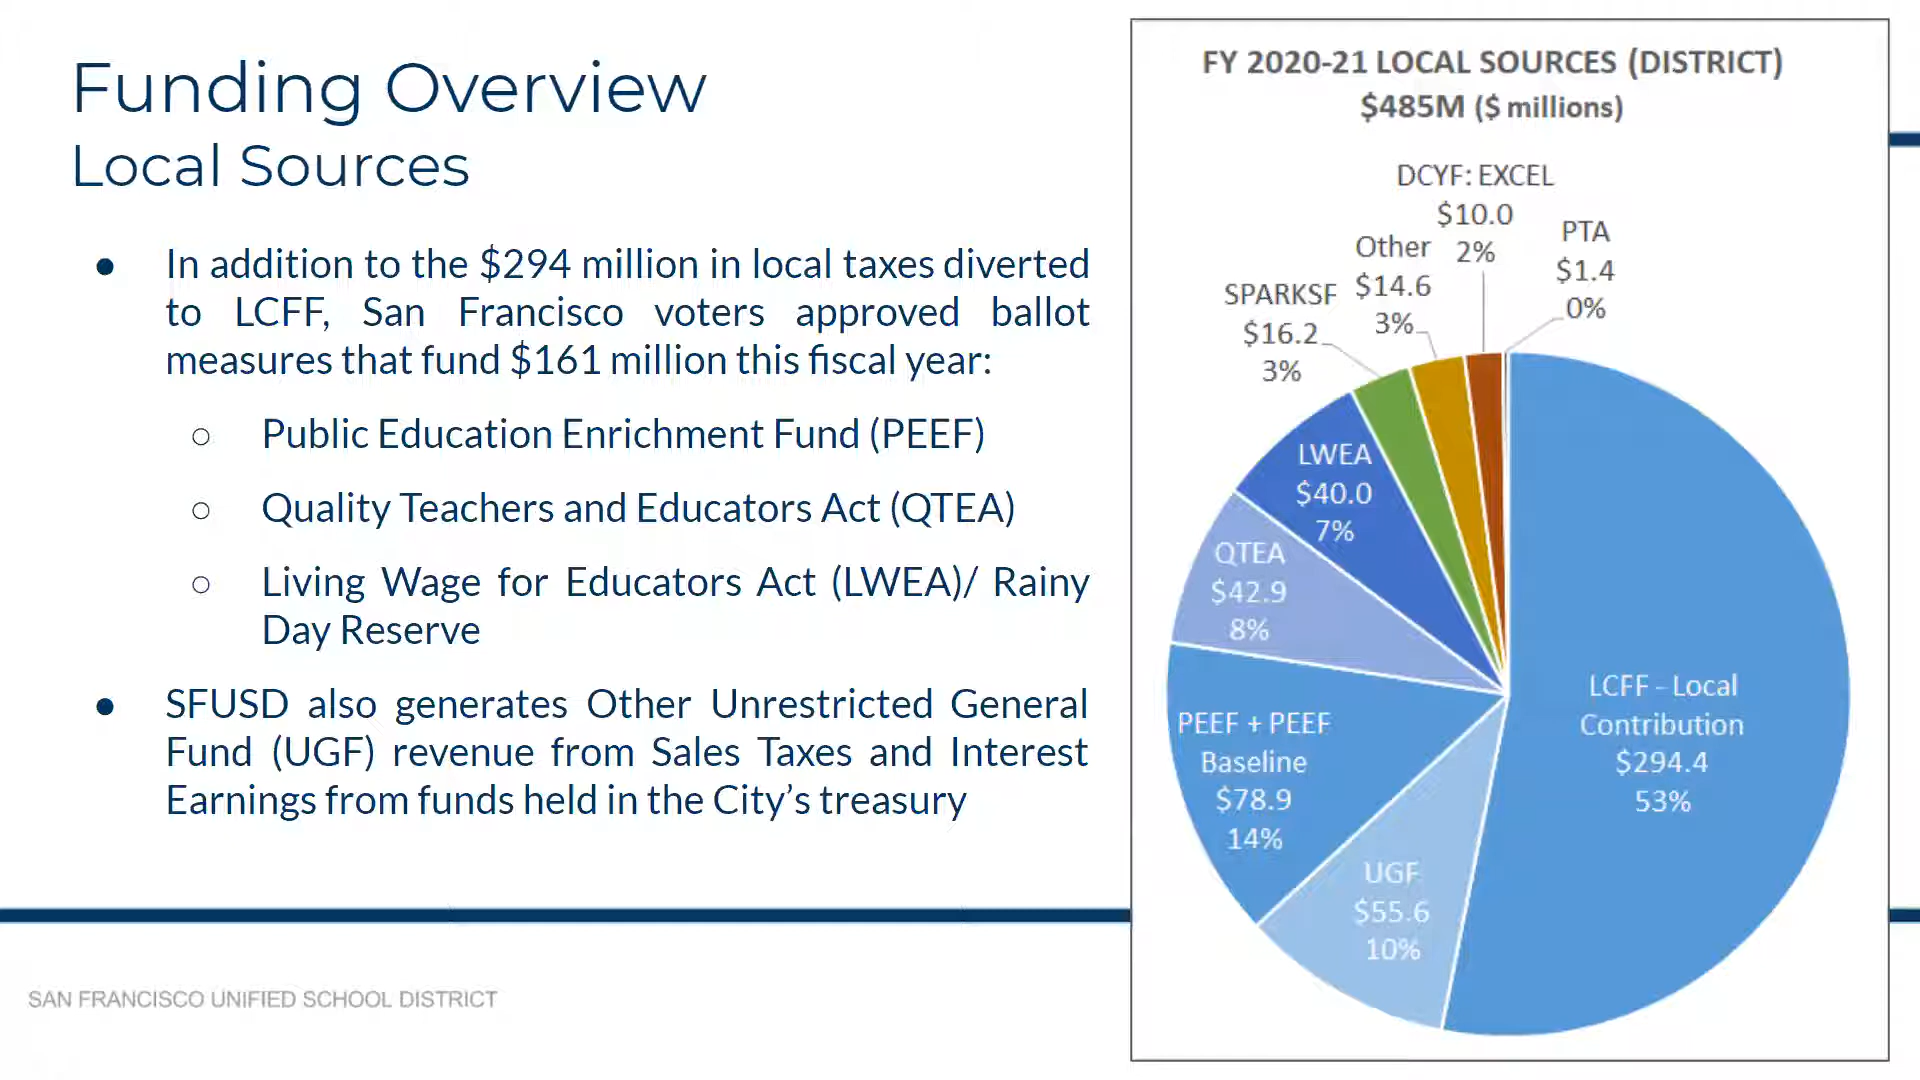 Funding Overview
Local Sources
● In addition to the $294 million in local taxes diverted
to LCFF, San Francisco voters approved ballot
measures that fund $161 million this fiscal year:
○ Public Education Enrichment Fund (PEEF)
○ Quality Teachers and Educators Act (QTEA)
○ Living Wage for Educators Act (LWEA)/ Rainy
Day Reserve
● SFUSD also generates Other Unrestricted General
Fund (UGF) revenue from Sales Taxes and Interest
Earnings from funds held in the City’s treasury
SAN FRANCISCO UNIFIED SCHOOL DISTRICT
FY 2020-21 LOCAL SOURCES (DISTRICT)
$485M ($ millions)
DCYF: EXCEL
$10.0
2%
PTA
$1.4
0%
Other
$14.6
3%
SPARKSF
$16.2
3%
LWEA
$40.0
7%
QTEA
$42.9
8%
PEEF + PEEF
Baseline
$78.9
14%
UGF
$55.6
10%
LCFF - Local
Contribution
$294.4
53%